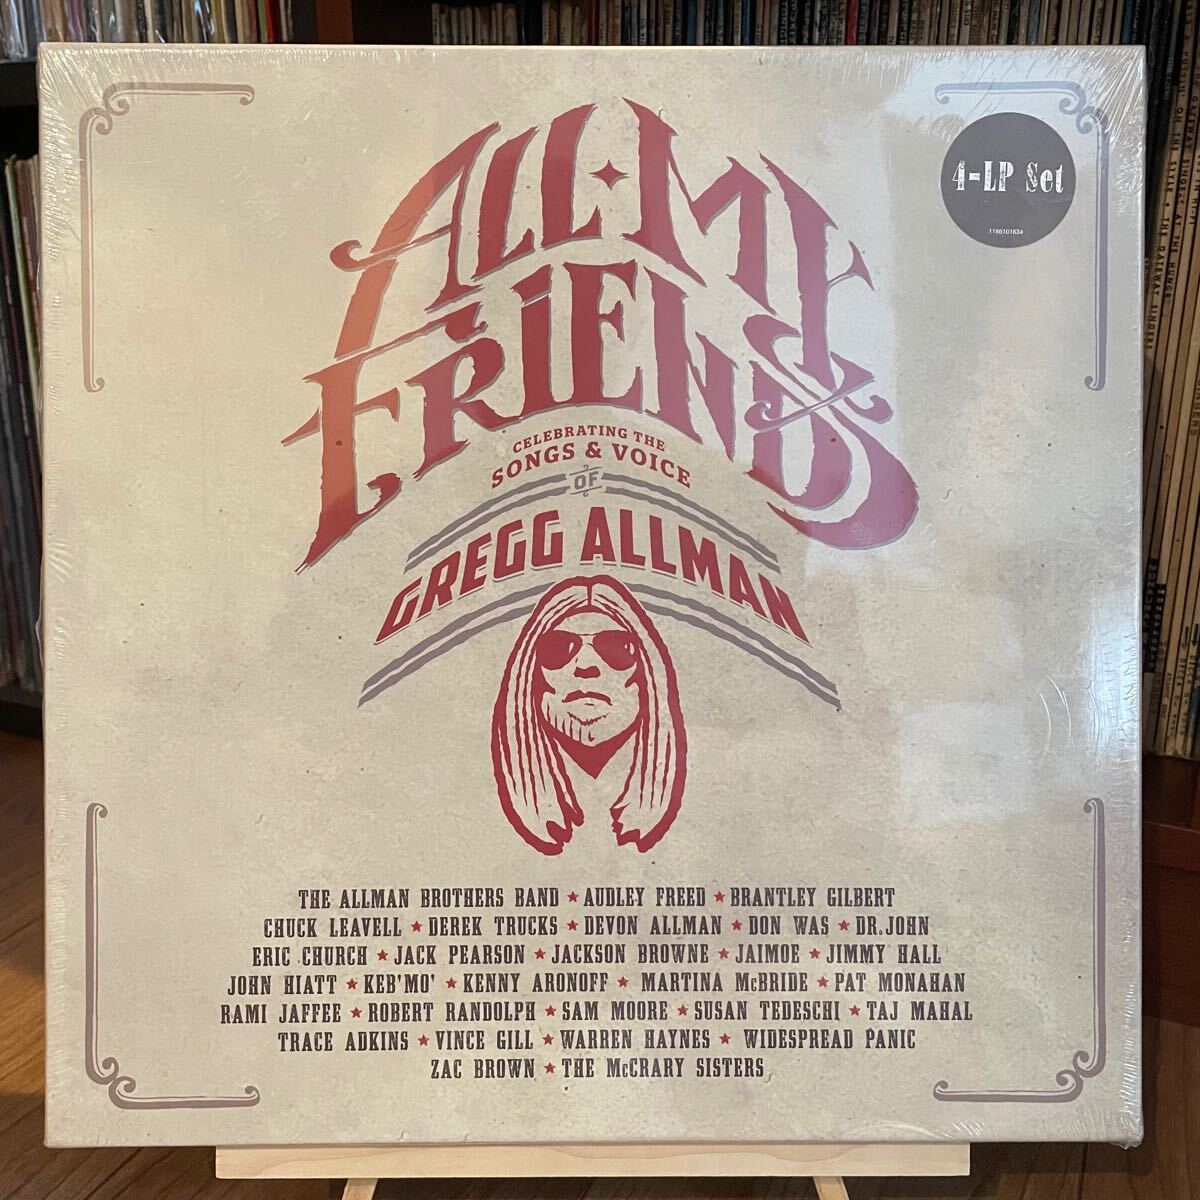 ALL MY
FRIENDS
CELEBRATING THE
SONGS & VOICE
OF
GREGG ALLMAN
4-LP Set
1166101634
THE ALLMAN BROTHERS BAND ★ AUDLEY FREED ★ BRANTLEY GILBERT
CHUCK LEAVELL ★ DEREK TRUCKS ★ DEVON ALLMAN ★ DON WAS ★ DR.JOHN
ERIC CHURCH ★ JACK PEARSON ★ JACKSON BROWNE ★ JAIMOE ★ JIMMY HALL
JOHN HIATT ★ KEB'MO' ★ KENNY ARONOFF ★ MARTINA McBRIDE ★ PAT MONAHAN
RAMI JAFFEE ★ ROBERT RANDOLPH ★ SAM MOORE ★ SUSAN TEDESCHI ★ TAJ MAHAL
TRACE ADKINS ★ VINCE GILL ★ WARREN HAYNES ★ WIDESPREAD PANIC
ZAC BROWN ★ THE McCRARY SISTERS